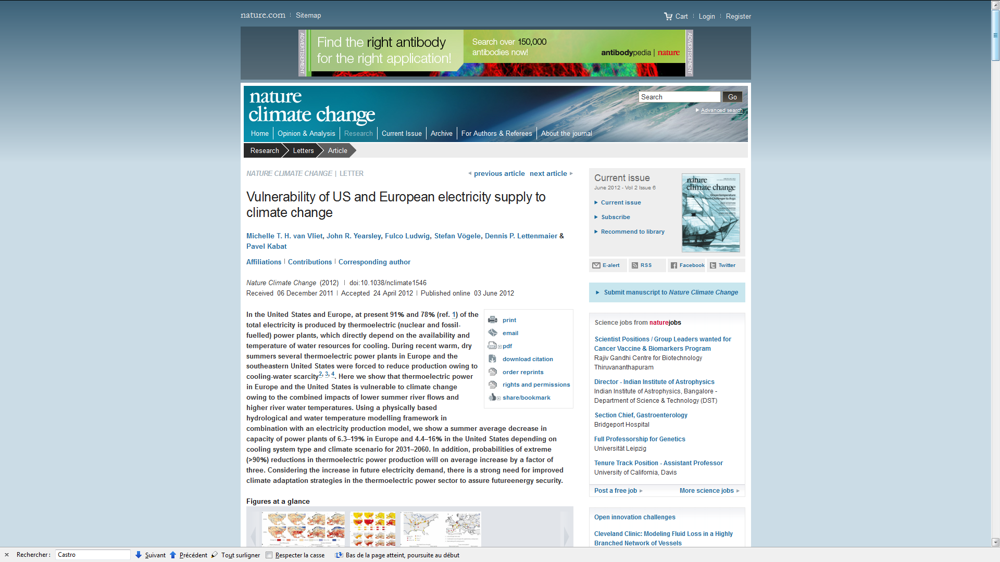 nature.com : Sitemap
Cart : Login : Register
ADVERTISEMENT
Find the right antibody
for the right application!
Search over 150,000
antibodies now!
antibodypedia | nature
ADVERTISEMENT
nature
climate change
Search
Go
Advanced search
Home
Opinion & Analysis
Research
Current Issue
Archive
For Authors & Referees
About the journal
Research
Letters
Article
NATURE CLIMATE CHANGE | LETTER
previous article next article
Vulnerability of US and European electricity supply to
climate change
Michelle T. H. van Vliet, John R. Yearsley, Fulco Ludwig, Stefan Vögele, Dennis P. Lettenmaier &
Pavel Kabat
Affiliations | Contributions | Corresponding author
Nature Climate Change (2012) | doi:10.1038/nclimate1546
Received 06 December 2011 | Accepted 24 April 2012 | Published online 03 June 2012
In the United States and Europe, at present 91% and 78% (ref. 1) of the
total electricity is produced by thermoelectric (nuclear and fossil-
fuelled) power plants, which directly depend on the availability and
temperature of water resources for cooling. During recent warm, dry
summers several thermoelectric power plants in Europe and the
southeastern United States were forced to reduce production owing to
cooling-water scarcity2, 3, 4. Here we show that thermoelectric power
in Europe and the United States is vulnerable to climate change
owing to the combined impacts of lower summer river flows and
higher river water temperatures. Using a physically based
hydrological and water temperature modelling framework in
combination with an electricity production model, we show a summer average decrease in
capacity of power plants of 6.3–19% in Europe and 4.4–16% in the United States depending on
cooling system type and climate scenario for 2031–2060. In addition, probabilities of extreme
(>90%) reductions in thermoelectric power production will on average increase by a factor of
three. Considering the increase in future electricity demand, there is a strong need for improved
climate adaptation strategies in the thermoelectric power sector to assure futureenergy security.
print
email
pdf
download citation
order reprints
rights and permissions
share/bookmark
Figures at a glance
Current issue
June 2012 - Vol 2 Issue 6
Current issue
Subscribe
Recommend to library
nature
climate change
Ocean temperature
from Challenger to Argo
E-alert
RSS
Facebook
Twitter
Submit manuscript to Nature Climate Change
Science jobs from naturejobs
Scientist Positions / Group Leaders wanted for
Cancer Vaccine & Biomarkers Program
Rajiv Gandhi Centre for Biotechnology
Thiruvananthapuram
Director - Indian Institute of Astrophysics
Indian Institute of Astrophysics, Bangalore -
Department of Science & Technology (DST)
Section Chief, Gastroenterology
Bridgeport Hospital
Full Professorship for Genetics
Universität Leipzig
Tenure Track Position - Assistant Professor
University of California, Davis
Post a free job
More science jobs
Open innovation challenges
Cleveland Clinic: Modeling Fluid Loss in a Highly
Branched Network of Vessels
Rechercher : Castro Suivant Précédent Tout surligner Respecter la casse Bas de la page atteint, poursuite au début